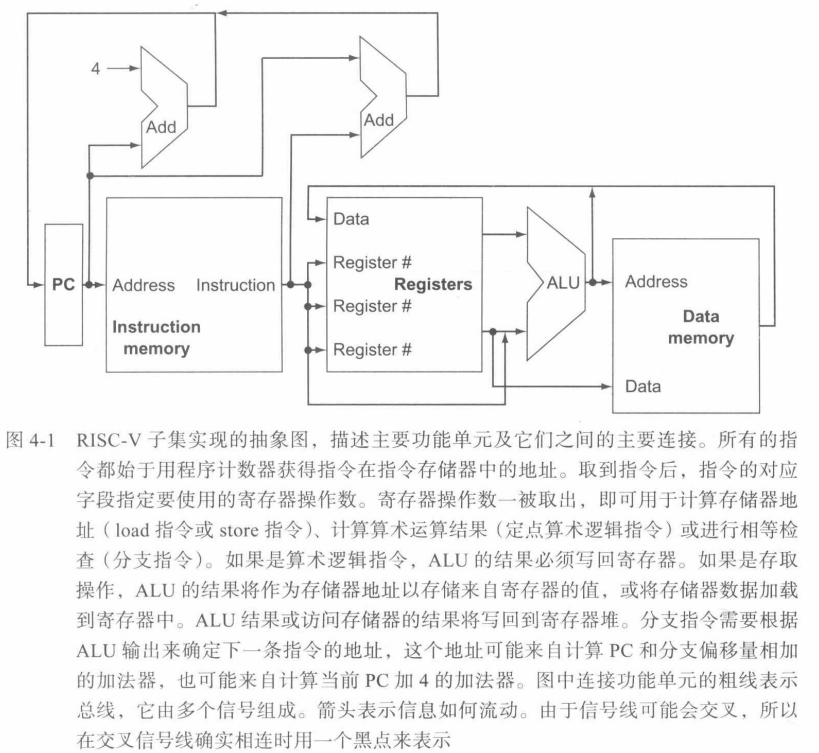 4
Add
Add
Data
Register #
PC
Address
Instruction
Registers
ALU
Address
Register #
Instruction
memory
Data
memory
Register #
Data
图 4-1 RISC-V 子集实现的抽象图，描述主要功能单元及它们之间的主要连接。所有的指
令都始于用程序计数器获得指令在指令存储器中的地址。取到指令后，指令的对应
字段指定要使用的寄存器操作数。寄存器操作数一被取出，即可用于计算存储器地
址（load 指令或 store 指令）、计算算术运算结果（定点算术逻辑指令）或进行相等检
查（分支指令）。如果是算术逻辑指令，ALU 的结果必须写回寄存器。如果是存取
操作，ALU 的结果将作为存储器地址以存储来自寄存器的值，或将存储器数据加载
到寄存器中。ALU 结果或访问存储器的结果将写回到寄存器堆。分支指令需要根据
ALU 输出来确定下一条指令的地址，这个地址可能来自计算 PC 和分支偏移量相加
的加法器，也可能来自计算当前 PC 加 4 的加法器。图中连接功能单元的粗线表示
总线，它由多个信号组成。箭头表示信息如何流动。由于信号线可能会交叉，所以
在交叉信号线确实相连时用一个黑点来表示